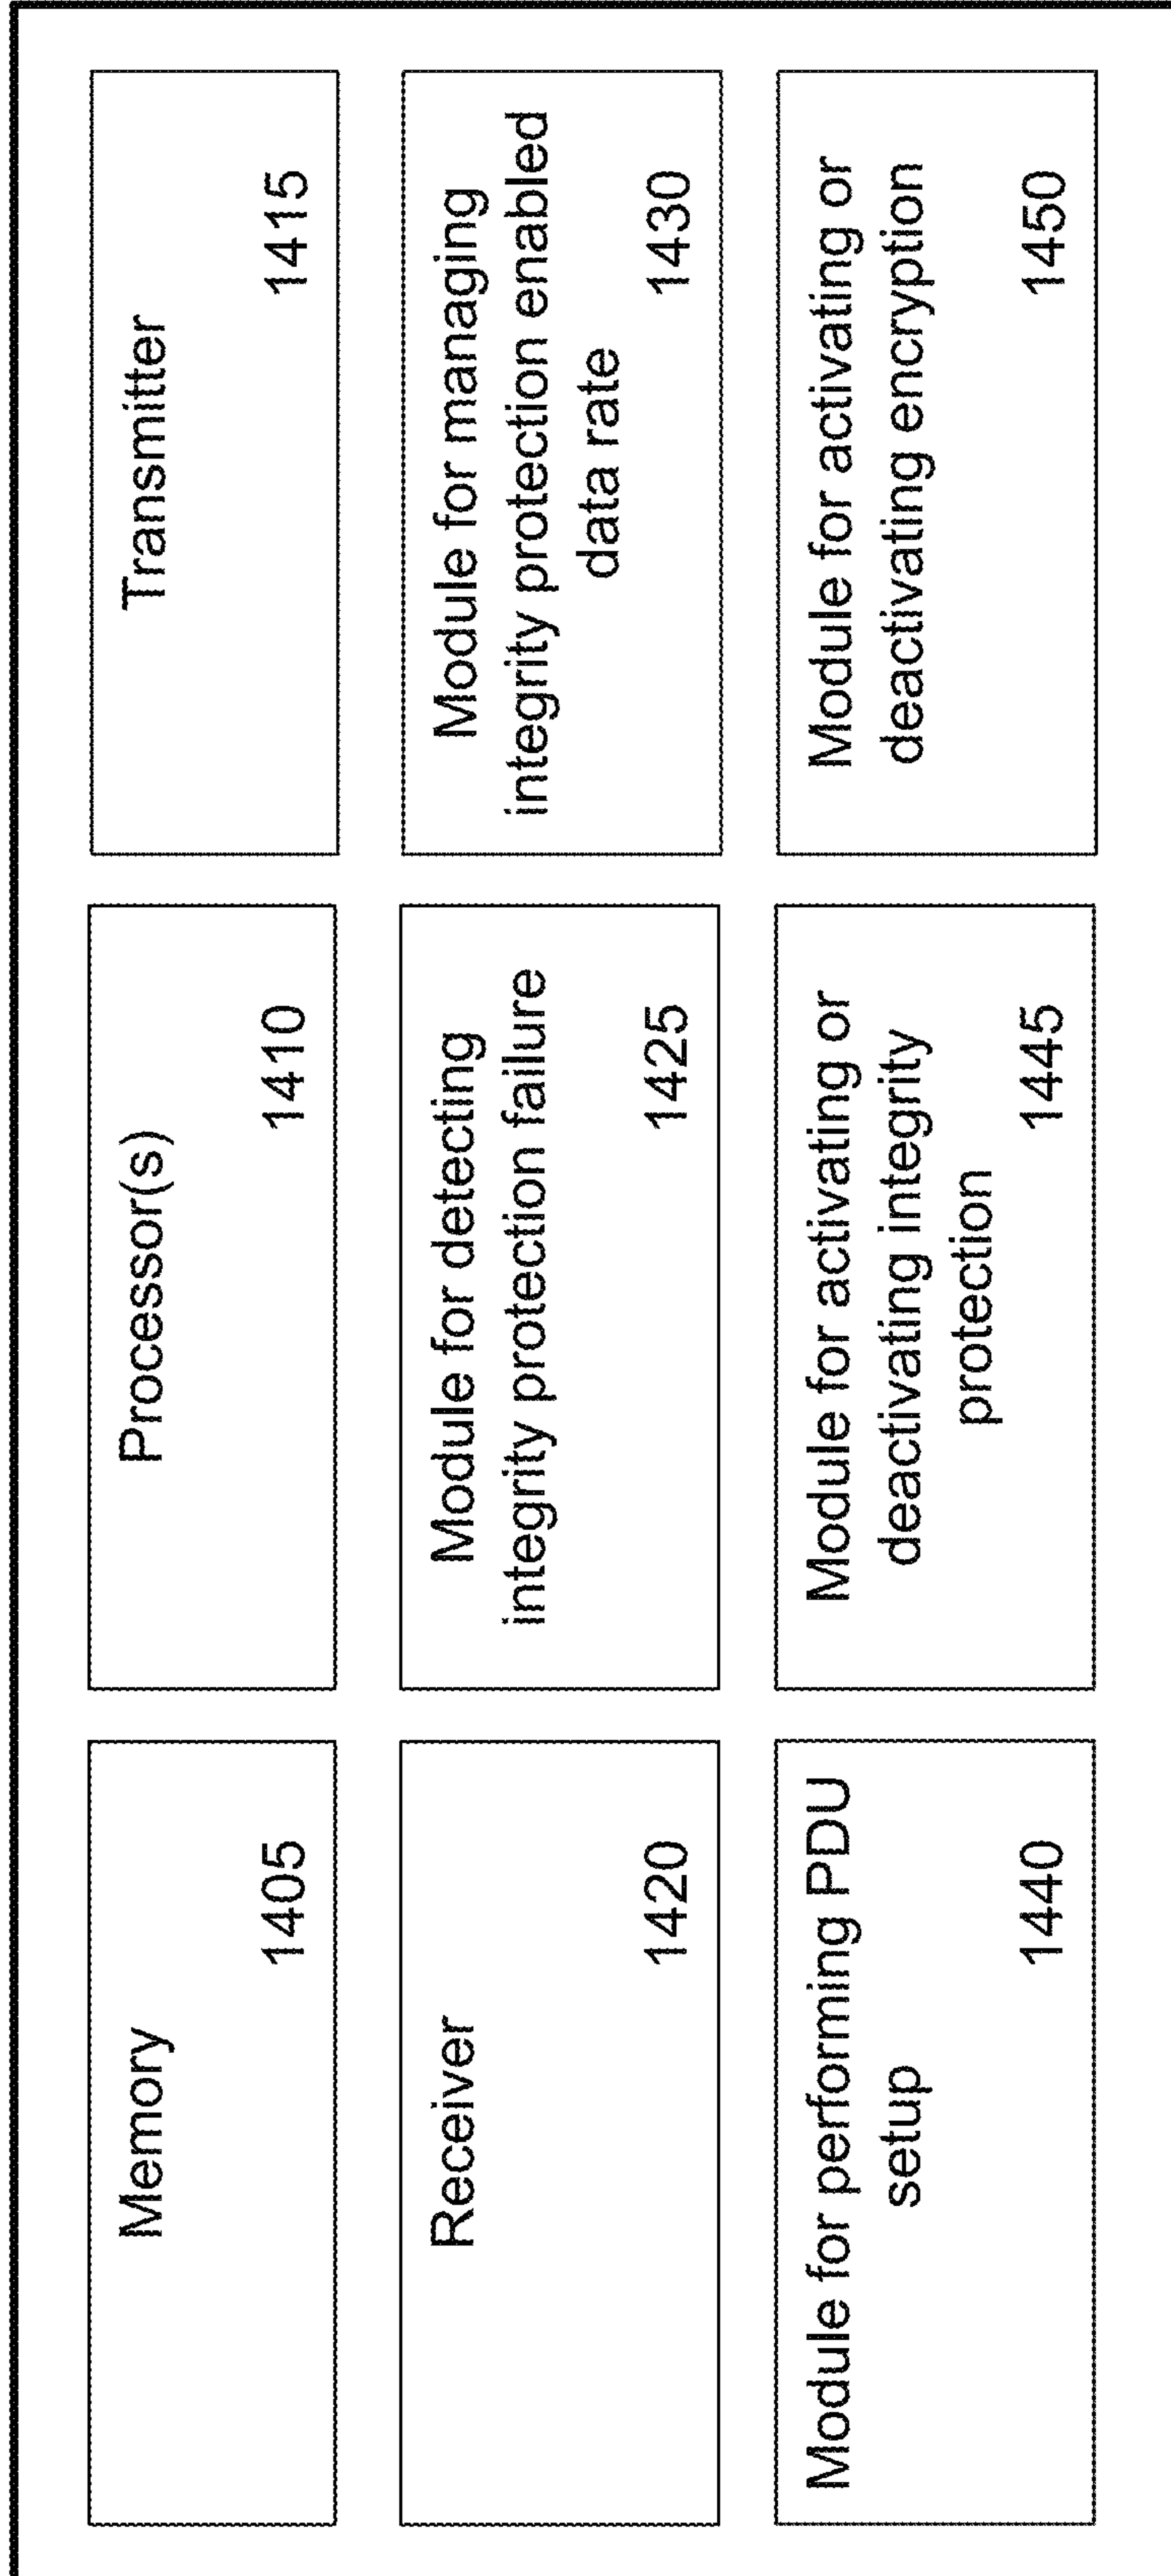 Memory
1405
Processor(s)
1410
Transmitter
1415
Receiver
1420
Module for detecting
integrity protection failure
1425
Module for managing
integrity protection enabled
data rate
1430
Module for performing PDU
setup
1440
Module for activating or
deactivating integrity
protection
1445
Module for activating or
deactivating encryption
1450